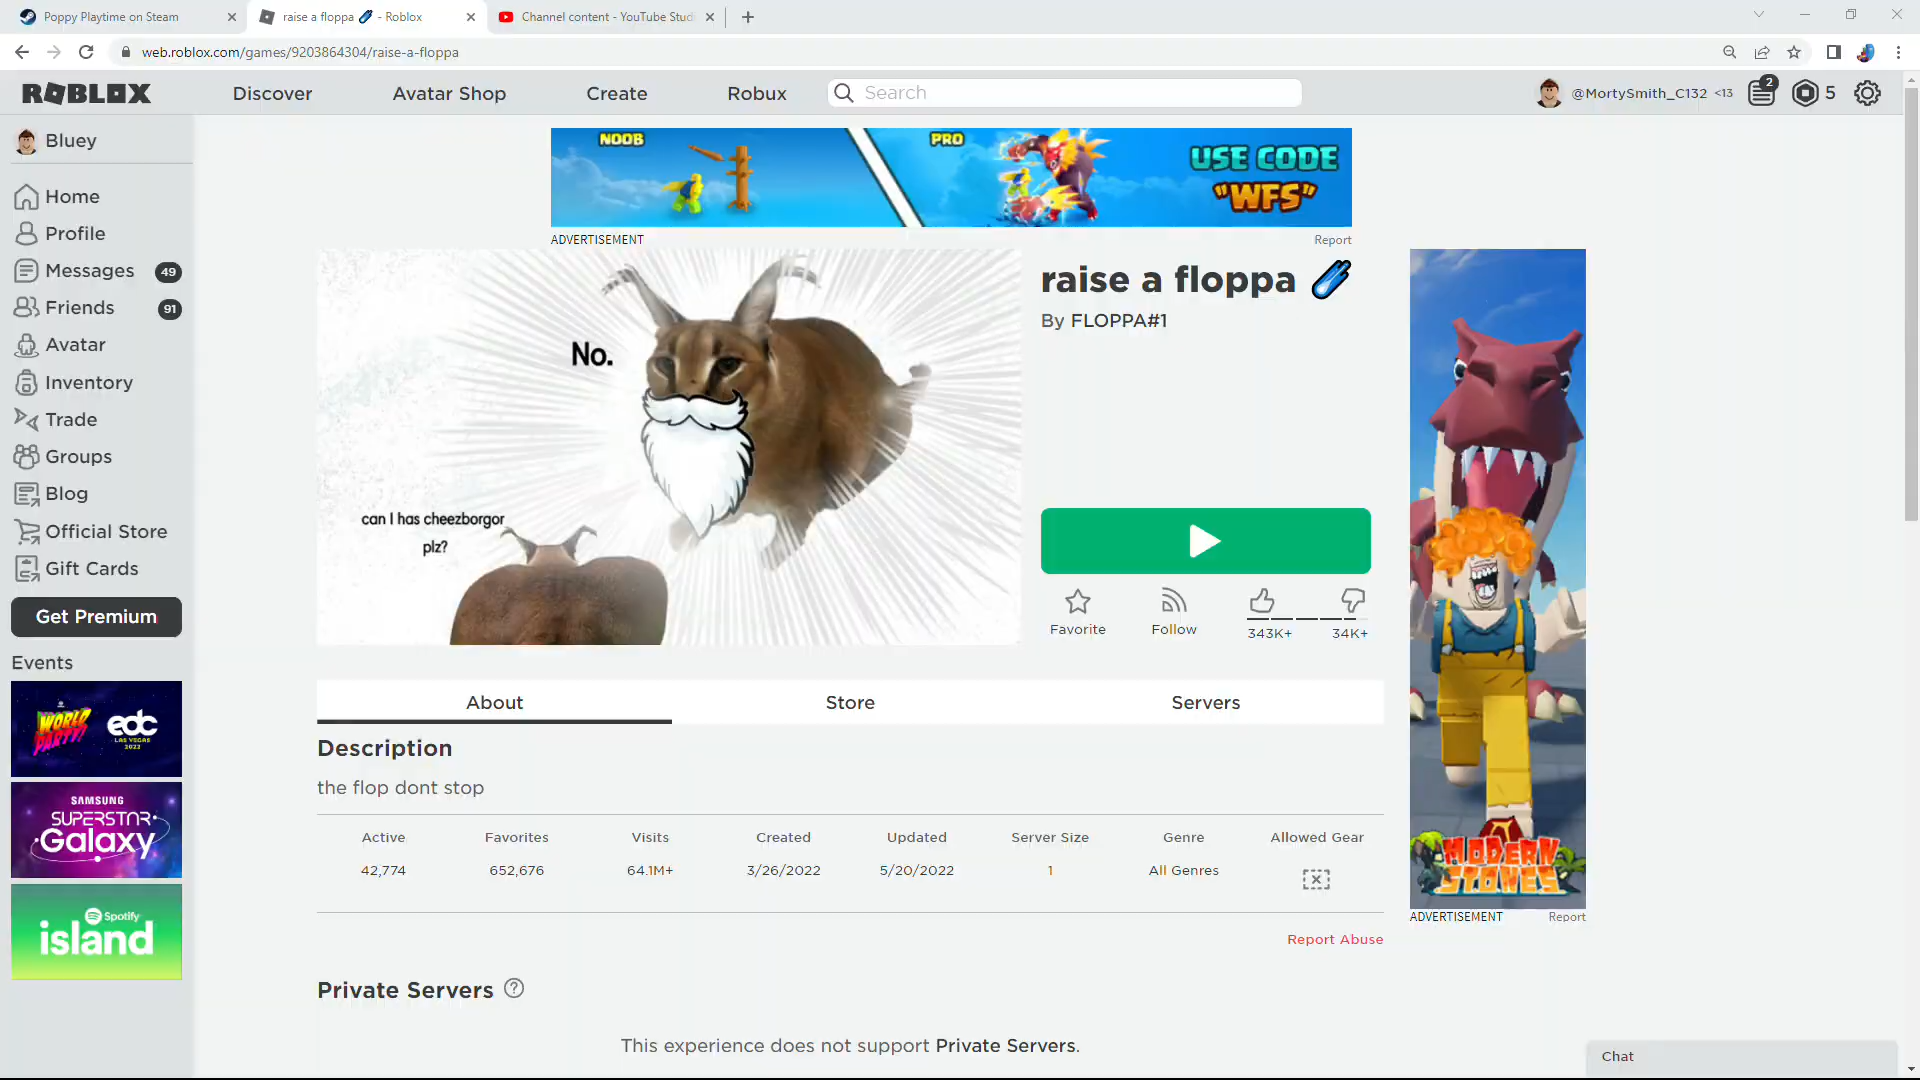 Poppy Playtime on Steam
raise a floppa - Roblox
Channel content - YouTube Stud
web.roblox.com/games/9203864304/raise-a-floppa
ROBLOX
Discover
Avatar Shop
Create
Robux
Search
@MortySmith_C132 <13
2
5
Bluey
Home
Profile
Messages 49
Friends 91
Avatar
Inventory
Trade
Groups
Blog
Official Store
Gift Cards
Get Premium
Events
WORLD PARTY!
edc
LAS VEGAS
2022
SAMSUNG
SUPERSTAR
Galaxy
Spotify
island
NOOB
PRO
USE CODE
"WFS"
ADVERTISEMENT
Report
No.
can I has cheezborgor
plz?
raise a floppa
By FLOPPA#1
Favorite
Follow
343K+
34K+
About
Store
Servers
Description
the flop dont stop
Active
Favorites
Visits
Created
Updated
Server Size
Genre
Allowed Gear
42,774
652,676
64.1M+
3/26/2022
5/20/2022
1
All Genres
Report Abuse
Private Servers
This experience does not support Private Servers.
MODERN
STONES
ADVERTISEMENT
Report
Chat